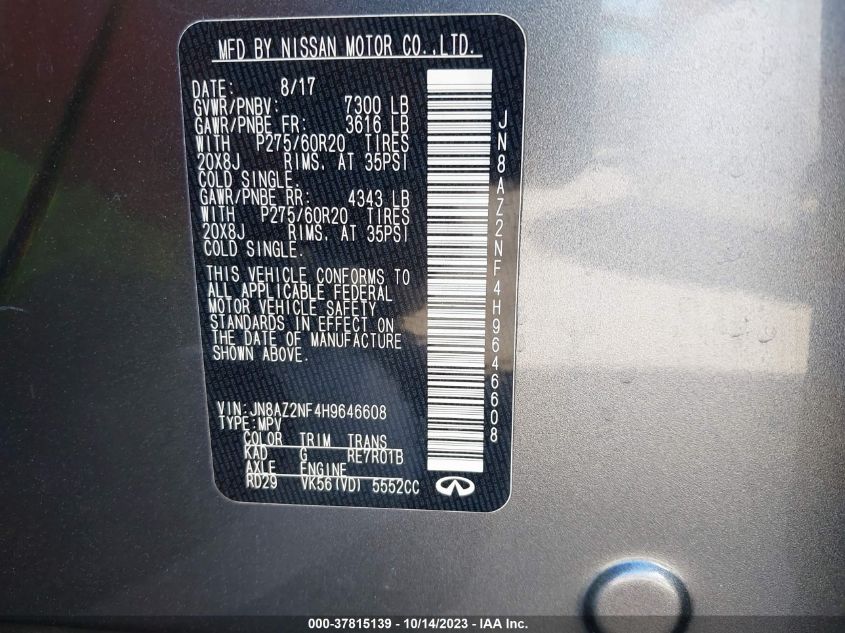 MFD BY NISSAN MOTOR CO.,LTD.
DATE: 8/17
GVWR/PNBV: 7300 LB
GAWR/PNBE FR: 3616 LB
WITH P275/60R20 TIRES
20X8J RIMS, AT 35PSI
COLD SINGLE.
GAWR/PNBE RR: 4343 LB
WITH P275/60R20 TIRES
20X8J RIMS, AT 35PSI
COLD SINGLE.
THIS VEHICLE CONFORMS TO
ALL APPLICABLE FEDERAL
MOTOR VEHICLE SAFETY
STANDARDS IN EFFECT ON
THE DATE OF MANUFACTURE
SHOWN ABOVE.
VIN:JN8AZ2NF4H9646608
TYPE:MPV
COLOR TRIM TRANS
KAD G RE7R01B
AXLE ENGINE
RD29 VK56(VD) 5552CC
JN8AZ2NF4H9646608
000-37815139 - 10/14/2023 - IAA Inc.